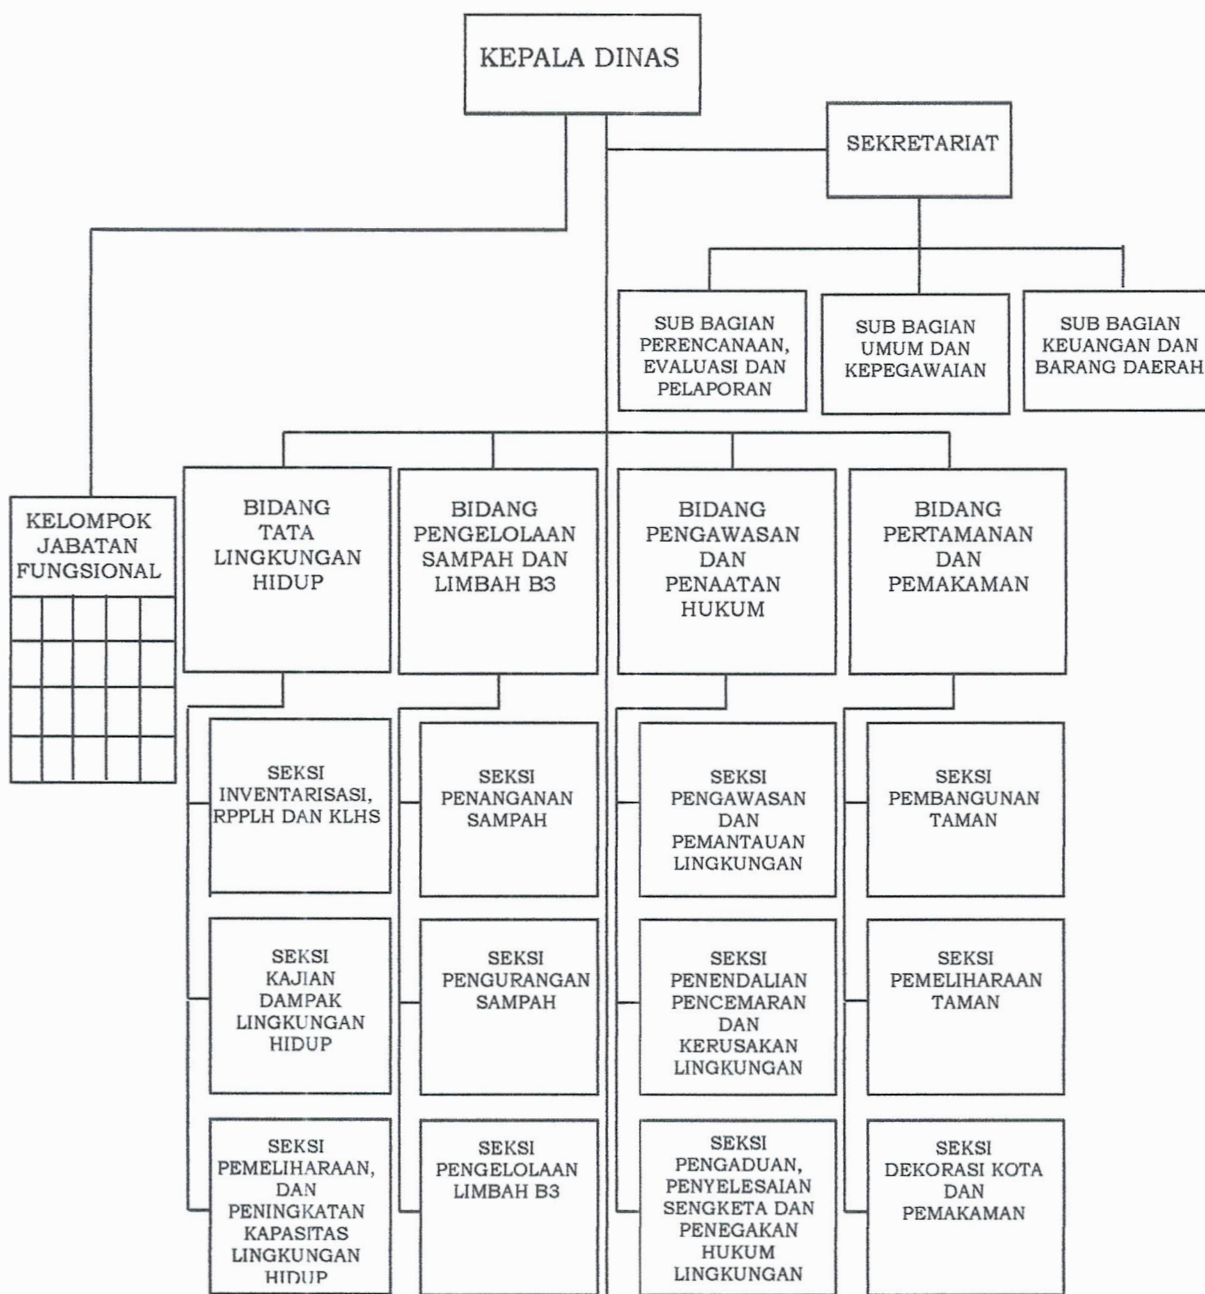 KEPALA DINAS
SEKRETARIAT
SUB BAGIAN
PERENCANAAN,
EVALUASI DAN
PELAPORAN
SUB BAGIAN
UMUM DAN
KEPEGAWAIAN
SUB BAGIAN
KEUANGAN DAN
BARANG DAERAH
KELOMPOK
JABATAN
FUNGSIONAL
BIDANG
TATA
LINGKUNGAN
HIDUP
BIDANG
PENGELOLAAN
SAMPAH DAN
LIMBAH B3
BIDANG
PENGAWASAN
DAN
PENAATAN
HUKUM
BIDANG
PERTAMANAN
DAN
PEMAKAMAN
SEKSI
INVENTARISASI,
RPPLH DAN KLHS
SEKSI
PENANGANAN
SAMPAH
SEKSI
PENGAWASAN
DAN
PEMANTAUAN
LINGKUNGAN
SEKSI
PEMBANGUNAN
TAMAN
SEKSI
KAJIAN
DAMPAK
LINGKUNGAN
HIDUP
SEKSI
PENGURANGAN
SAMPAH
SEKSI
PENENDALIAN
PENCEMARAN
DAN
KERUSAKAN
LINGKUNGAN
SEKSI
PEMELIHARAAN
TAMAN
SEKSI
PEMELIHARAAN,
DAN
PENINGKATAN
KAPASITAS
LINGKUNGAN
HIDUP
SEKSI
PENGELOLAAN
LIMBAH B3
SEKSI
PENGADUAN,
PENYELESAIAN
SENGKETA DAN
PENEGAKAN
HUKUM
LINGKUNGAN
SEKSI
DEKORASI KOTA
DAN
PEMAKAMAN